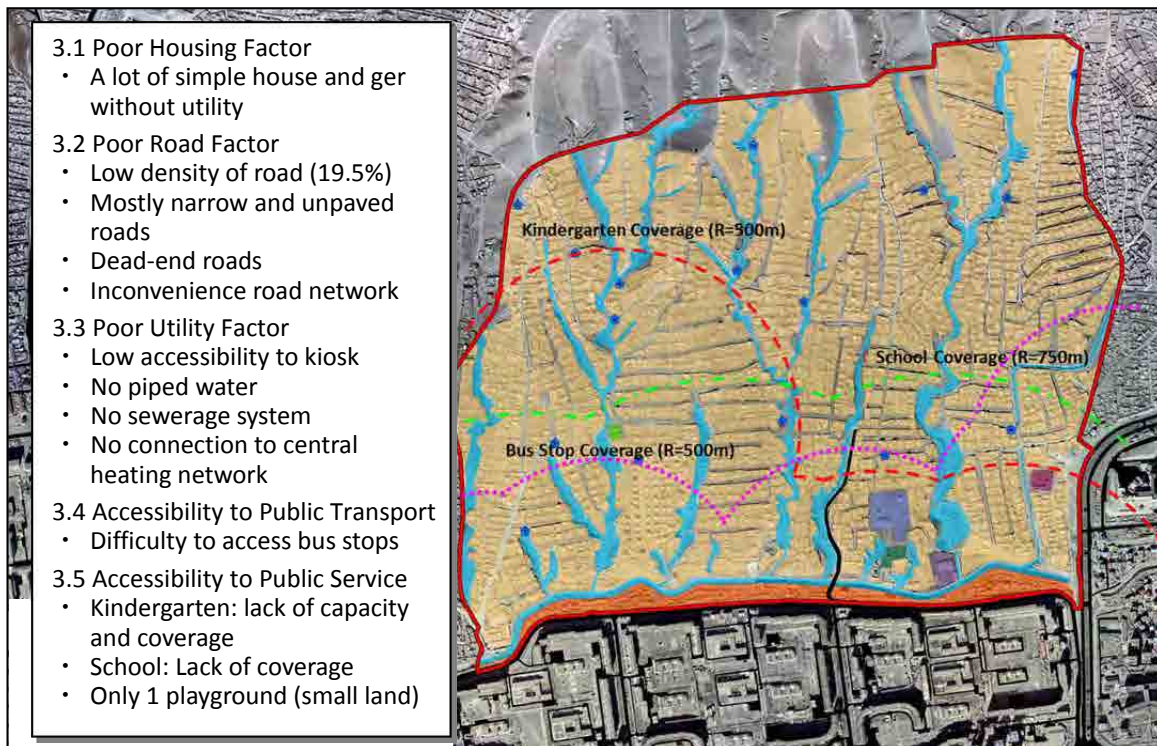 3.1 Poor Housing Factor
・ A lot of simple house and ger
without utility
3.2 Poor Road Factor
・ Low density of road (19.5%)
・ Mostly narrow and unpaved
roads
・ Dead-end roads
・ Inconvenience road network
3.3 Poor Utility Factor
・ Low accessibility to kiosk
・ No piped water
・ No sewerage system
・ No connection to central
heating network
3.4 Accessibility to Public Transport
・ Difficulty to access bus stops
3.5 Accessibility to Public Service
・ Kindergarten: lack of capacity
and coverage
・ School: Lack of coverage
・ Only 1 playground (small land)
Kindergarten Coverage (R=500m)
School Coverage (R=750m)
Bus Stop Coverage (R=500m)